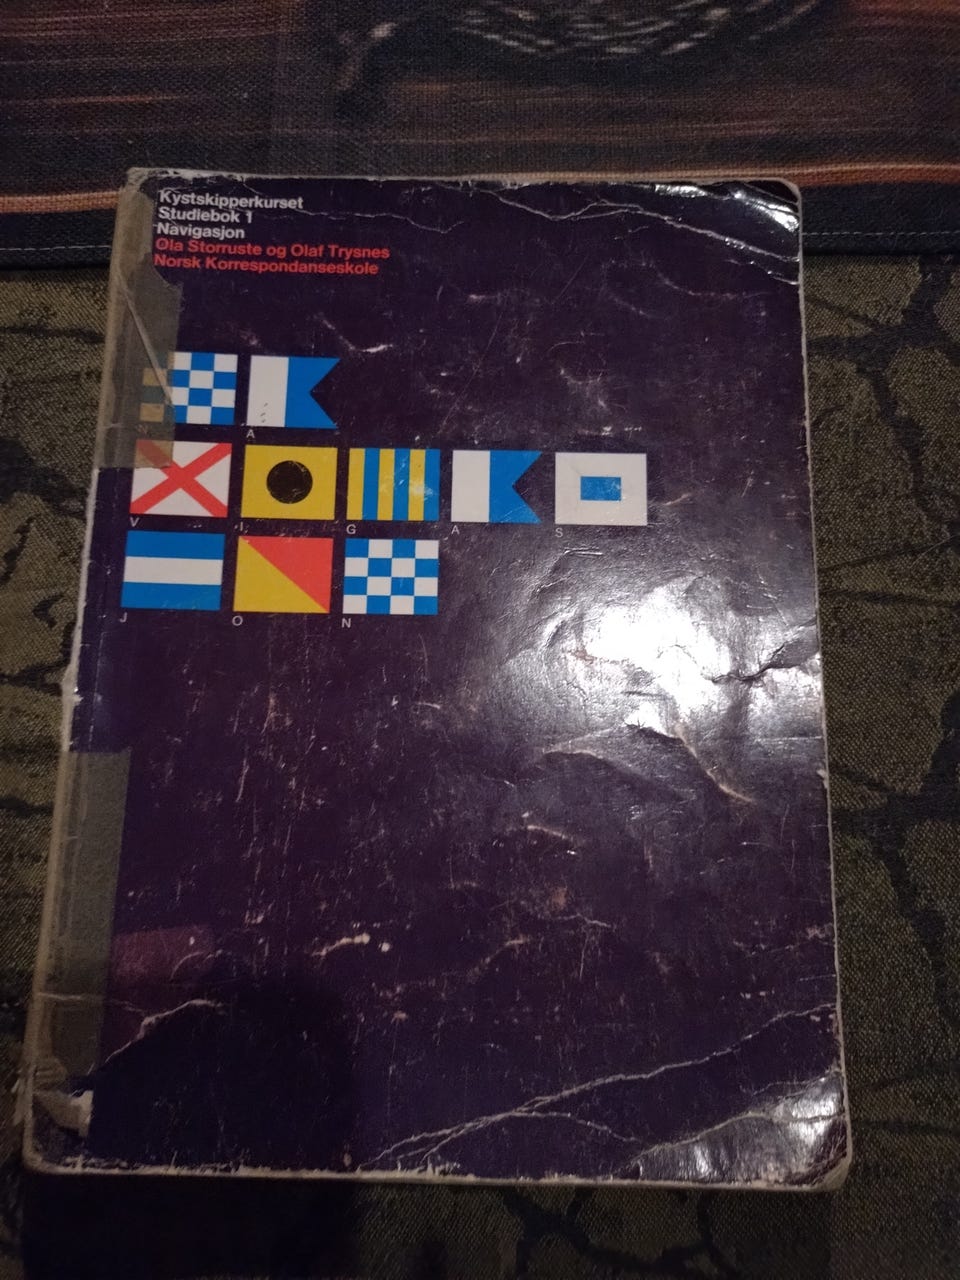 Kystskipperkurset
Studiebok 1
Navigasjon
Ola Storruste og Olaf Trysnes
Norsk Korrespondanseskole
N A
V I G A S
J O N